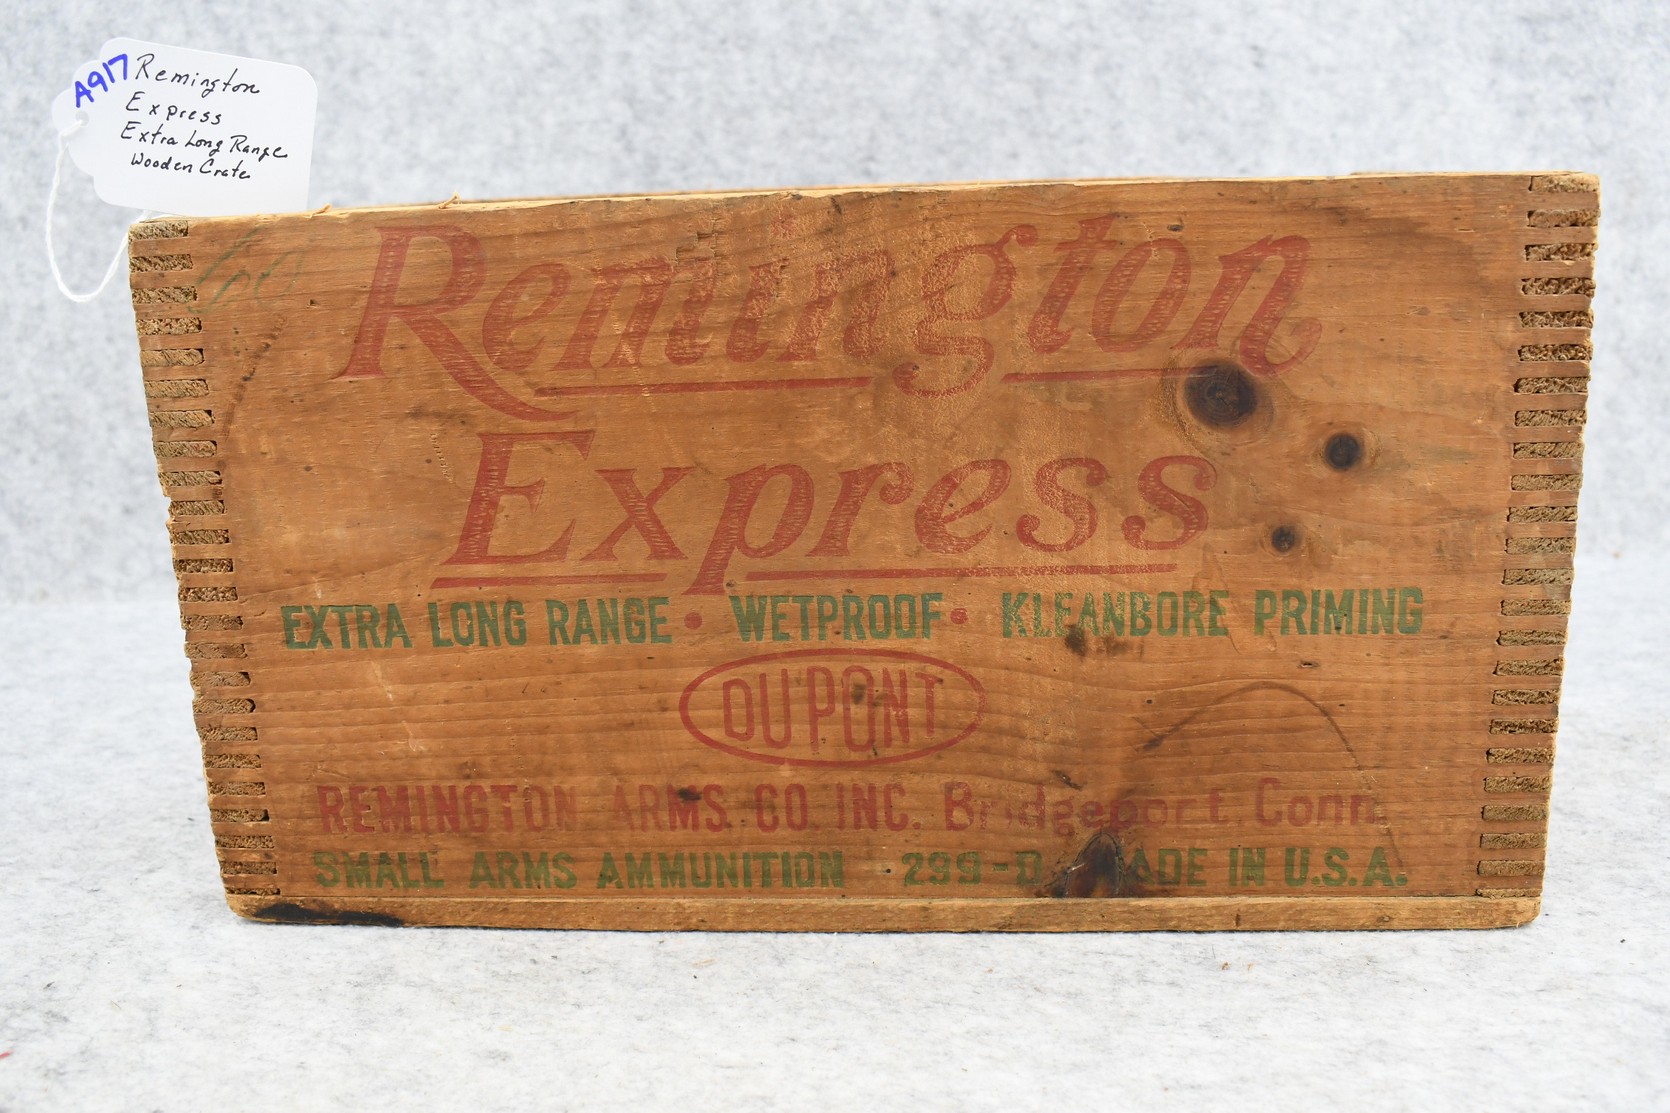 A917 Remington
Express
Extra Long Range
Wooden Crate
60
Remington
Express
EXTRA LONG RANGE • WETPROOF • KLEANBORE PRIMING
DUPONT
REMINGTON ARMS CO. INC. Bridgeport Conn.
SMALL ARMS AMMUNITION 299-D MADE IN U.S.A.